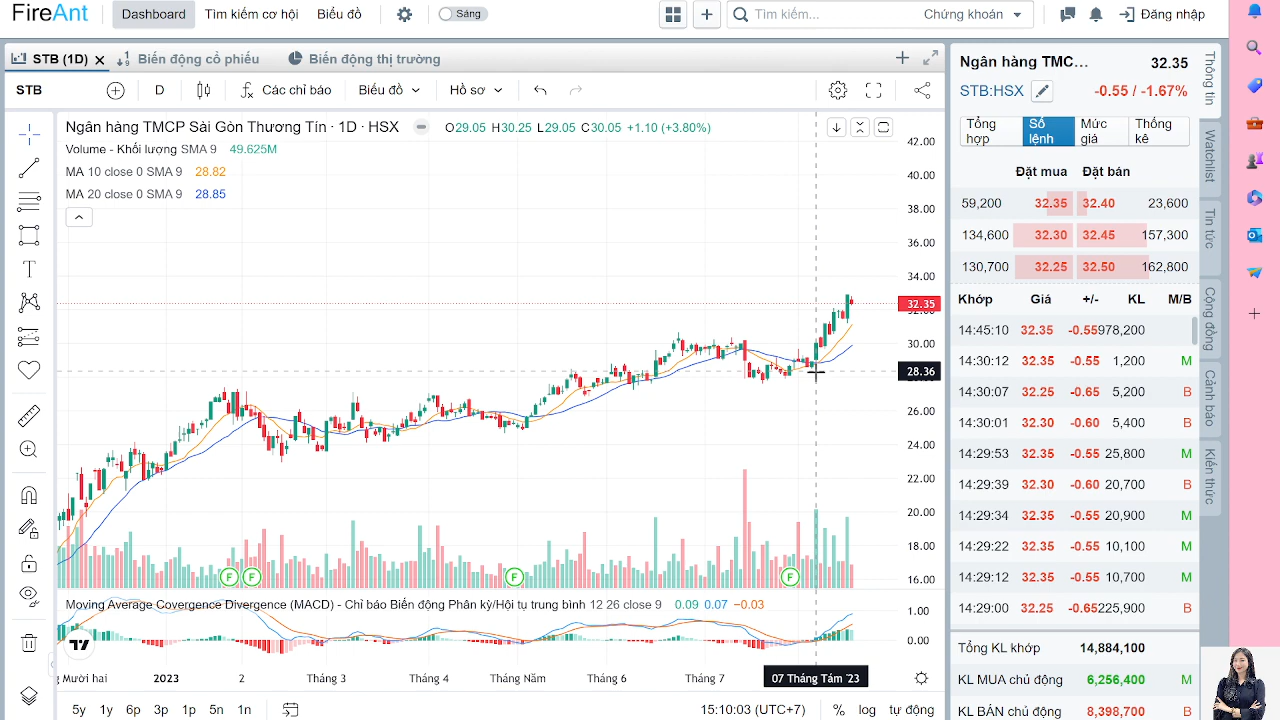 FireAnt
Dashboard Tìm kiếm cơ hội Biểu đồ Sáng Tìm kiếm... Chứng khoán Đăng nhập
STB (1D) Biến động cổ phiếu Biến động thị trường
STB D Các chỉ báo Biểu đồ Hồ sơ
Ngân hàng TMCP Sài Gòn Thương Tín · 1D · HSX O29.05 H30.25 L29.05 C30.05 +1.10 (+3.80%)
Volume - Khối lượng SMA 9 49.625M
MA 10 close 0 SMA 9 28.82
MA 20 close 0 SMA 9 28.85
42.00
40.00
38.00
36.00
34.00
32.35
30.00
28.36
26.00
24.00
22.00
20.00
18.00
16.00
F F F F
Moving Average Covergence Divergence (MACD) - Chỉ báo Biến động Phân kỳ/Hội tụ trung bình 12 26 close 9 0.09 0.07 −0.03
1.00
0.00
Mười hai 2023 2 Tháng 3 Tháng 4 Tháng Năm Tháng 6 Tháng 7 07 Tháng Tám '23
5y 1y 6p 3p 1p 5n 1n 15:10:03 (UTC+7) % log tự động
Ngân hàng TMC... 32.35
STB:HSX -0.55 / -1.67%
Tổng hợp Số lệnh Mức giá Thống kê
Đặt mua Đặt bán
59,200 32.35 32.40 23,600
134,600 32.30 32.45 157,300
130,700 32.25 32.50 162,800
Khớp Giá +/- KL M/B
14:45:10 32.35 -0.55 978,200
14:30:12 32.35 -0.55 1,200 M
14:30:07 32.25 -0.65 5,200 B
14:30:01 32.30 -0.60 5,400 B
14:29:53 32.35 -0.55 25,800 M
14:29:39 32.30 -0.60 20,700 B
14:29:34 32.35 -0.55 20,900 M
14:29:22 32.35 -0.55 10,100 M
14:29:12 32.35 -0.55 10,700 M
14:29:00 32.25 -0.65 225,900 B
Tổng KL khớp 14,884,100
KL MUA chủ động 6,256,400 M
KL BÁN chủ động 8,398,700 B
Thông tin
Watchlist
Tin tức
Cộng đồng
Cảnh báo
Kiến thức